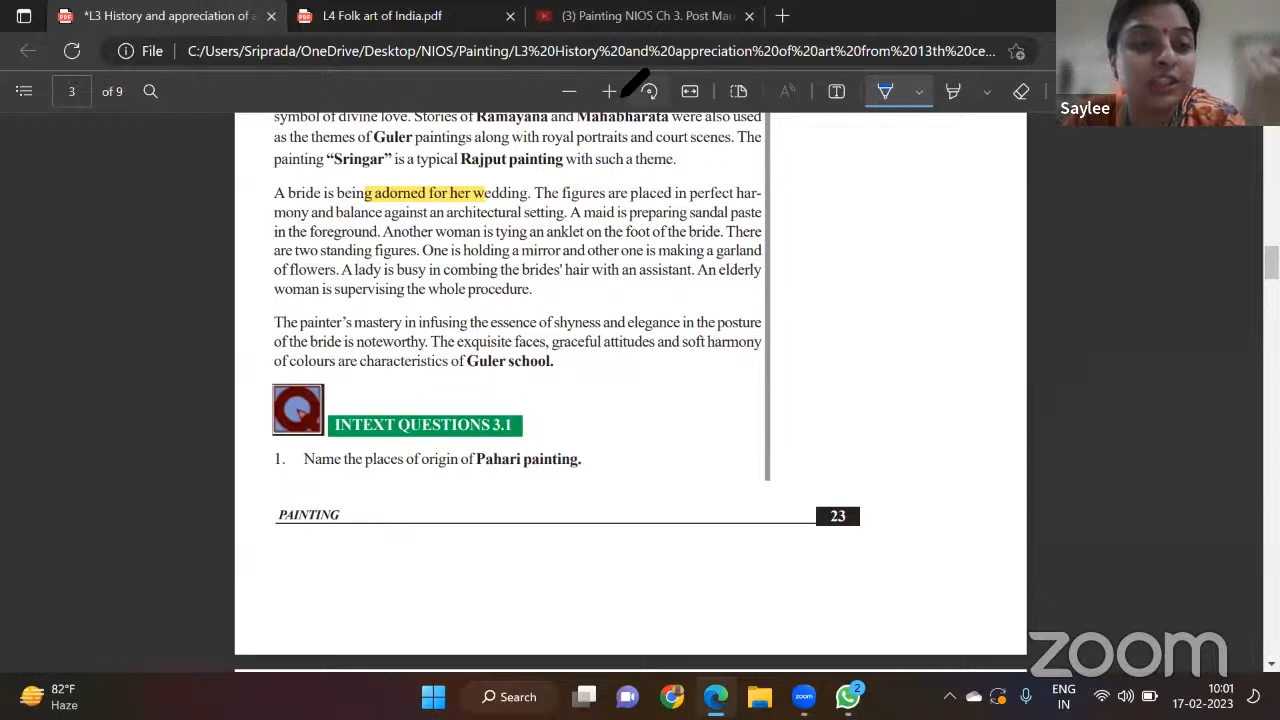 *L3 History and appreciation of a
L4 Folk art of India.pdf
(3) Painting NIOS Ch 3. Post Mau
File
C:/Users/Sriprada/OneDrive/Desktop/NIOS/Painting/L3%20History%20and%20appreciation%20of%20art%20from%2013th%20ce...
3 of 9
Saylee
symbol of divine love. Stories of Ramayana and Mahabharata were also used
as the themes of Guler paintings along with royal portraits and court scenes. The
painting “Sringar” is a typical Rajput painting with such a theme.
A bride is being adorned for her wedding. The figures are placed in perfect har-
mony and balance against an architectural setting. A maid is preparing sandal paste
in the foreground. Another woman is tying an anklet on the foot of the bride. There
are two standing figures. One is holding a mirror and other one is making a garland
of flowers. A lady is busy in combing the brides' hair with an assistant. An elderly
woman is supervising the whole procedure.
The painter’s mastery in infusing the essence of shyness and elegance in the posture
of the bride is noteworthy. The exquisite faces, graceful attitudes and soft harmony
of colours are characteristics of Guler school.
INTEXT QUESTIONS 3.1
1. Name the places of origin of Pahari painting.
PAINTING
23
zoom
82°F
Haze
Search
zoom
2
ENG
IN
10:01
17-02-2023